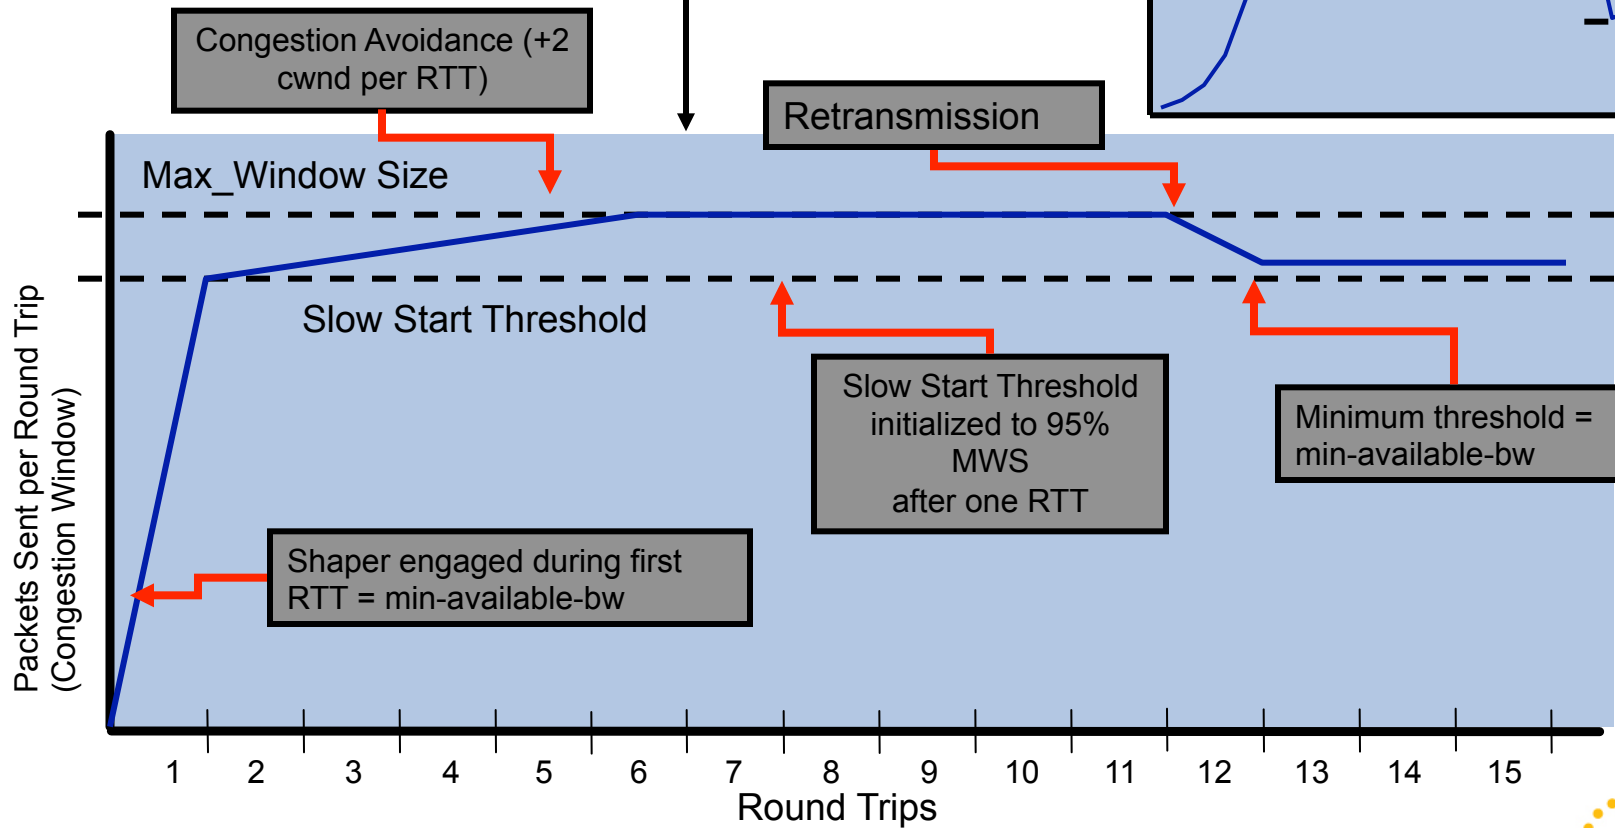 Congestion Avoidance (+2
cwnd per RTT)
Retransmission
Max_Window Size
Slow Start Threshold
Slow Start Threshold
initialized to 95%
MWS
after one RTT
Minimum threshold =
min-available-bw
Shaper engaged during first
RTT = min-available-bw
Packets Sent per Round Trip
(Congestion Window)
1 2 3 4 5 6 7 8 9 10 11 12 13 14 15
Round Trips